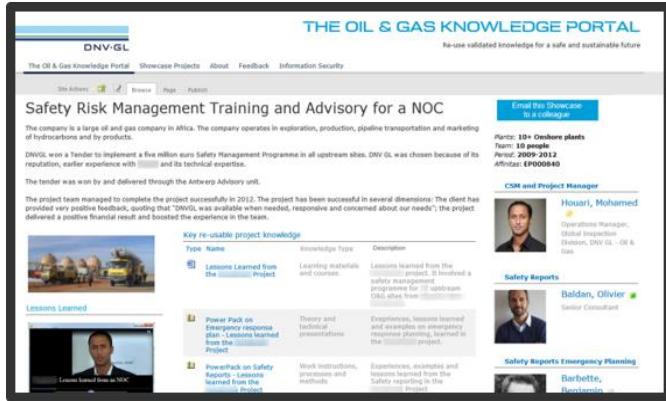 THE OIL & GAS KNOWLEDGE PORTAL
DNV·GL
Re-use validated knowledge for a safe and sustainable future
The Oil & Gas Knowledge Portal Showcase Projects About Feedback Information Security
Site Actions Browse Page Publish
Safety Risk Management Training and Advisory for a NOC
The company is a large oil and gas company in Africa. The company operates in exploration, production, pipeline transportation and marketing
of hydrocarbons and by products.
DNVGL won a Tender to implement a five million euro Safety Management Programme in all upstream sites. DNV GL was chosen because of its
reputation, earlier experience with and its technical expertise.
The tender was won by and delivered through the Antwerp Advisory unit.
The project team managed to complete the project successfully in 2012. The project has been successful in several dimensions: The client has
provided very positive feedback, quoting that "DNVGL was available when needed, responsive and concerned about our needs"; the project
delivered a positive financial result and boosted the experience in the team.
Key re-usable project knowledge
Type Name Knowledge Type Description
Lessons Learned from
the Project
Learning materials
and courses
Lessons learned from the
project. It involved a
safety management
programme for upstream
O&G sites from
Power Pack on
Emergency response
plan - Lessons learned
from the
Project
Theory and
technical
presentations
Experiences, lessons learned
and examples on emergency
response planning, learned in
the project.
PowerPack on Safety
Reports - Lessons
learned from the
Project
Work instructions,
processes and
methods
Experiences, examples and
lessons learned from the
Safety reporting in the
Project
Lessons Learned
Lessons learned from an NOC
Email this Showcase
to a colleague
Plants: 10+ Onshore plants
Team: 10 people
Period: 2009-2012
Affinitas: EP000840
CSM and Project Manager
Houari, Mohamed
Operations Manager,
Global Inspection
Division, DNV GL - Oil &
Gas
Safety Reports
Baldan, Olivier
Senior Consultant
Safety Reports Emergency Planning
Barbette,
Benjamin